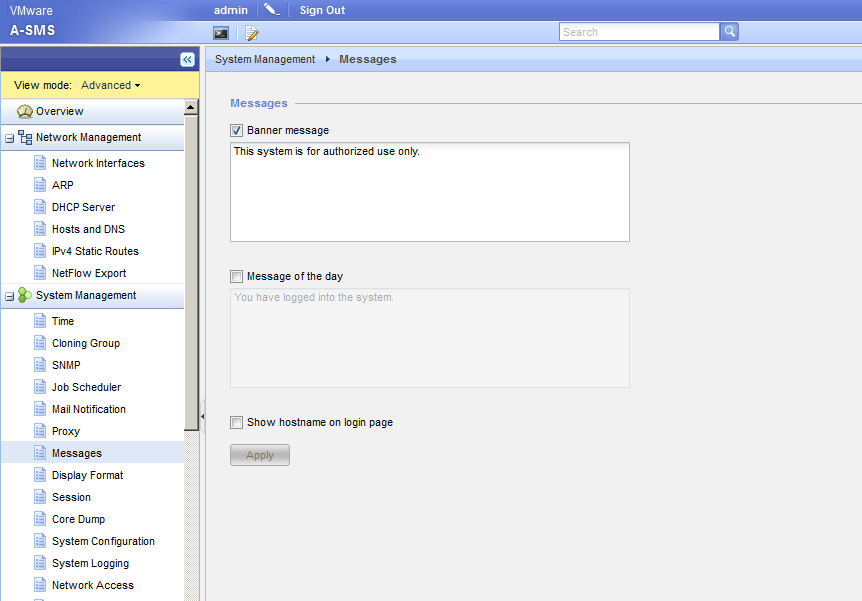 VMware
A-SMS
admin
Sign Out
Search
System Management
Messages
View mode: Advanced
Overview
Network Management
Network Interfaces
ARP
DHCP Server
Hosts and DNS
IPv4 Static Routes
NetFlow Export
System Management
Time
Cloning Group
SNMP
Job Scheduler
Mail Notification
Proxy
Messages
Display Format
Session
Core Dump
System Configuration
System Logging
Network Access
Messages
Banner message
This system is for authorized use only.
Message of the day
You have logged into the system.
Show hostname on login page
Apply